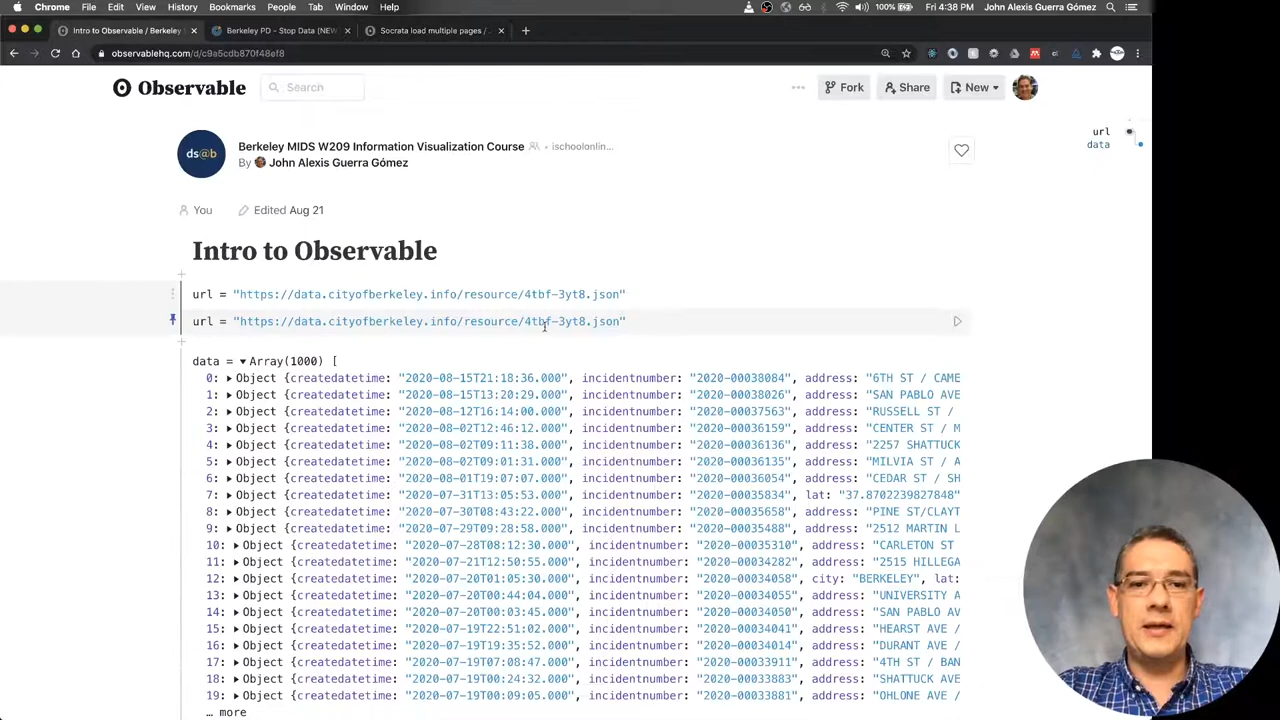 Chrome File Edit View History Bookmarks People Tab Window Help 100% Fri 4:38 PM John Alexis Guerra Gómez
Intro to Observable / Berkeley Berkeley PD - Stop Data (NEW Socrata load multiple pages /
observablehq.com/d/c9a5cdb870f48ef8
Observable Search Fork Share New
Berkeley MIDS W209 Information Visualization Course • ischoolonlin...
ds@b
By John Alexis Guerra Gómez
url
data
You Edited Aug 21
Intro to Observable
url = "https://data.cityofberkeley.info/resource/4tbf-3yt8.json"
url = "https://data.cityofberkeley.info/resource/4tbf-3yt8.json"
data = ▼Array(1000) [
0: ▶Object {createdatetime: "2020-08-15T21:18:36.000", incidentnumber: "2020-00038084", address: "6TH ST / CAME
1: ▶Object {createdatetime: "2020-08-15T13:20:29.000", incidentnumber: "2020-00038026", address: "SAN PABLO AVE
2: ▶Object {createdatetime: "2020-08-12T16:14:00.000", incidentnumber: "2020-00037563", address: "RUSSELL ST /
3: ▶Object {createdatetime: "2020-08-02T12:46:12.000", incidentnumber: "2020-00036159", address: "CENTER ST / M
4: ▶Object {createdatetime: "2020-08-02T09:11:38.000", incidentnumber: "2020-00036136", address: "2257 SHATTUCK
5: ▶Object {createdatetime: "2020-08-02T09:01:31.000", incidentnumber: "2020-00036135", address: "MILVIA ST / A
6: ▶Object {createdatetime: "2020-08-01T19:07:07.000", incidentnumber: "2020-00036054", address: "CEDAR ST / SH
7: ▶Object {createdatetime: "2020-07-31T13:05:53.000", incidentnumber: "2020-00035834", lat: "37.8702239827848"
8: ▶Object {createdatetime: "2020-07-30T08:43:22.000", incidentnumber: "2020-00035658", address: "PINE ST/CLAYT
9: ▶Object {createdatetime: "2020-07-29T09:28:58.000", incidentnumber: "2020-00035488", address: "2512 MARTIN L
10: ▶Object {createdatetime: "2020-07-28T08:12:30.000", incidentnumber: "2020-00035310", address: "CARLETON ST
11: ▶Object {createdatetime: "2020-07-21T12:50:55.000", incidentnumber: "2020-00034282", address: "2515 HILLEGA
12: ▶Object {createdatetime: "2020-07-20T01:05:30.000", incidentnumber: "2020-00034058", city: "BERKELEY", lat:
13: ▶Object {createdatetime: "2020-07-20T00:44:04.000", incidentnumber: "2020-00034055", address: "UNIVERSITY A
14: ▶Object {createdatetime: "2020-07-20T00:03:45.000", incidentnumber: "2020-00034050", address: "SAN PABLO AV
15: ▶Object {createdatetime: "2020-07-19T22:51:02.000", incidentnumber: "2020-00034041", address: "HEARST AVE /
16: ▶Object {createdatetime: "2020-07-19T19:35:52.000", incidentnumber: "2020-00034014", address: "DURANT AVE /
17: ▶Object {createdatetime: "2020-07-19T07:08:47.000", incidentnumber: "2020-00033911", address: "4TH ST / BAN
18: ▶Object {createdatetime: "2020-07-19T00:24:32.000", incidentnumber: "2020-00033883", address: "SHATTUCK AVE
19: ▶Object {createdatetime: "2020-07-19T00:09:05.000", incidentnumber: "2020-00033881", address: "OHLONE AVE /
… more